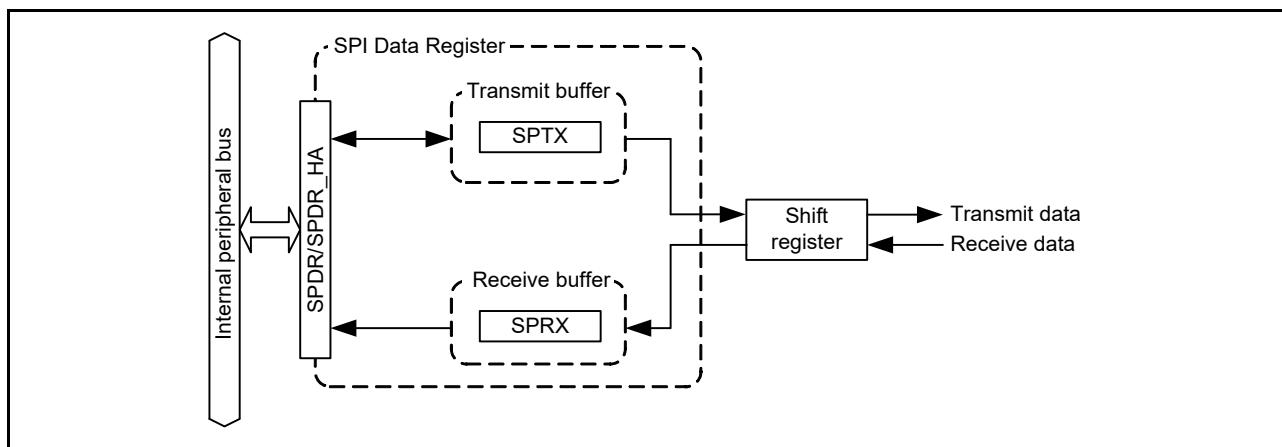 SPI Data Register
Transmit buffer
SPTX
Internal peripheral bus
SPDR/SPDR_HA
Shift
register
Transmit data
Receive data
Receive buffer
SPRX